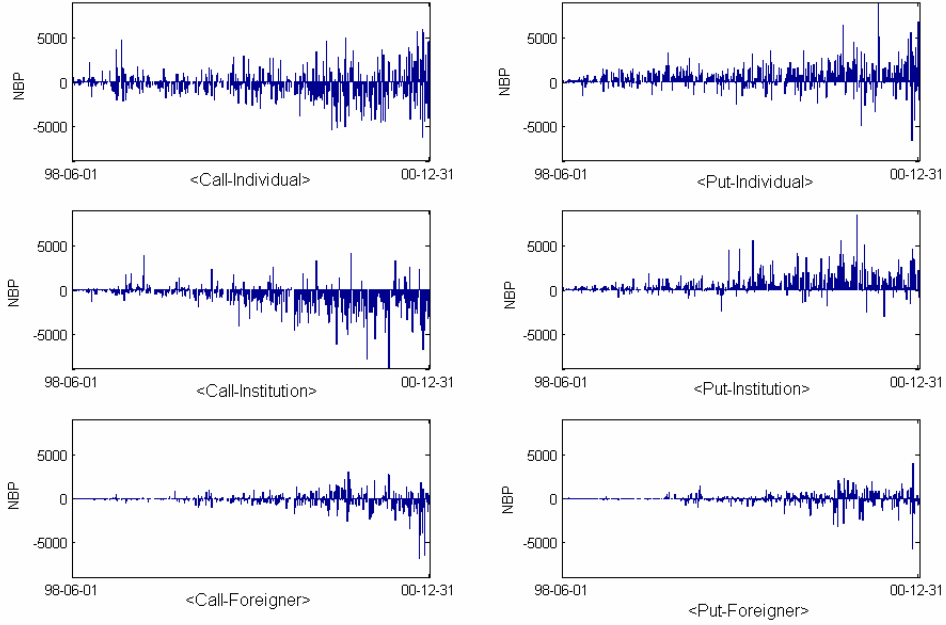 5000
0
-5000
NBP
98-06-01
00-12-31
<Call-Individual>
5000
0
-5000
NBP
98-06-01
00-12-31
<Put-Individual>
5000
0
-5000
NBP
98-06-01
00-12-31
<Call-Institution>
5000
0
-5000
NBP
98-06-01
00-12-31
<Put-Institution>
5000
0
-5000
NBP
98-06-01
00-12-31
<Call-Foreigner>
5000
0
-5000
NBP
98-06-01
00-12-31
<Put-Foreigner>